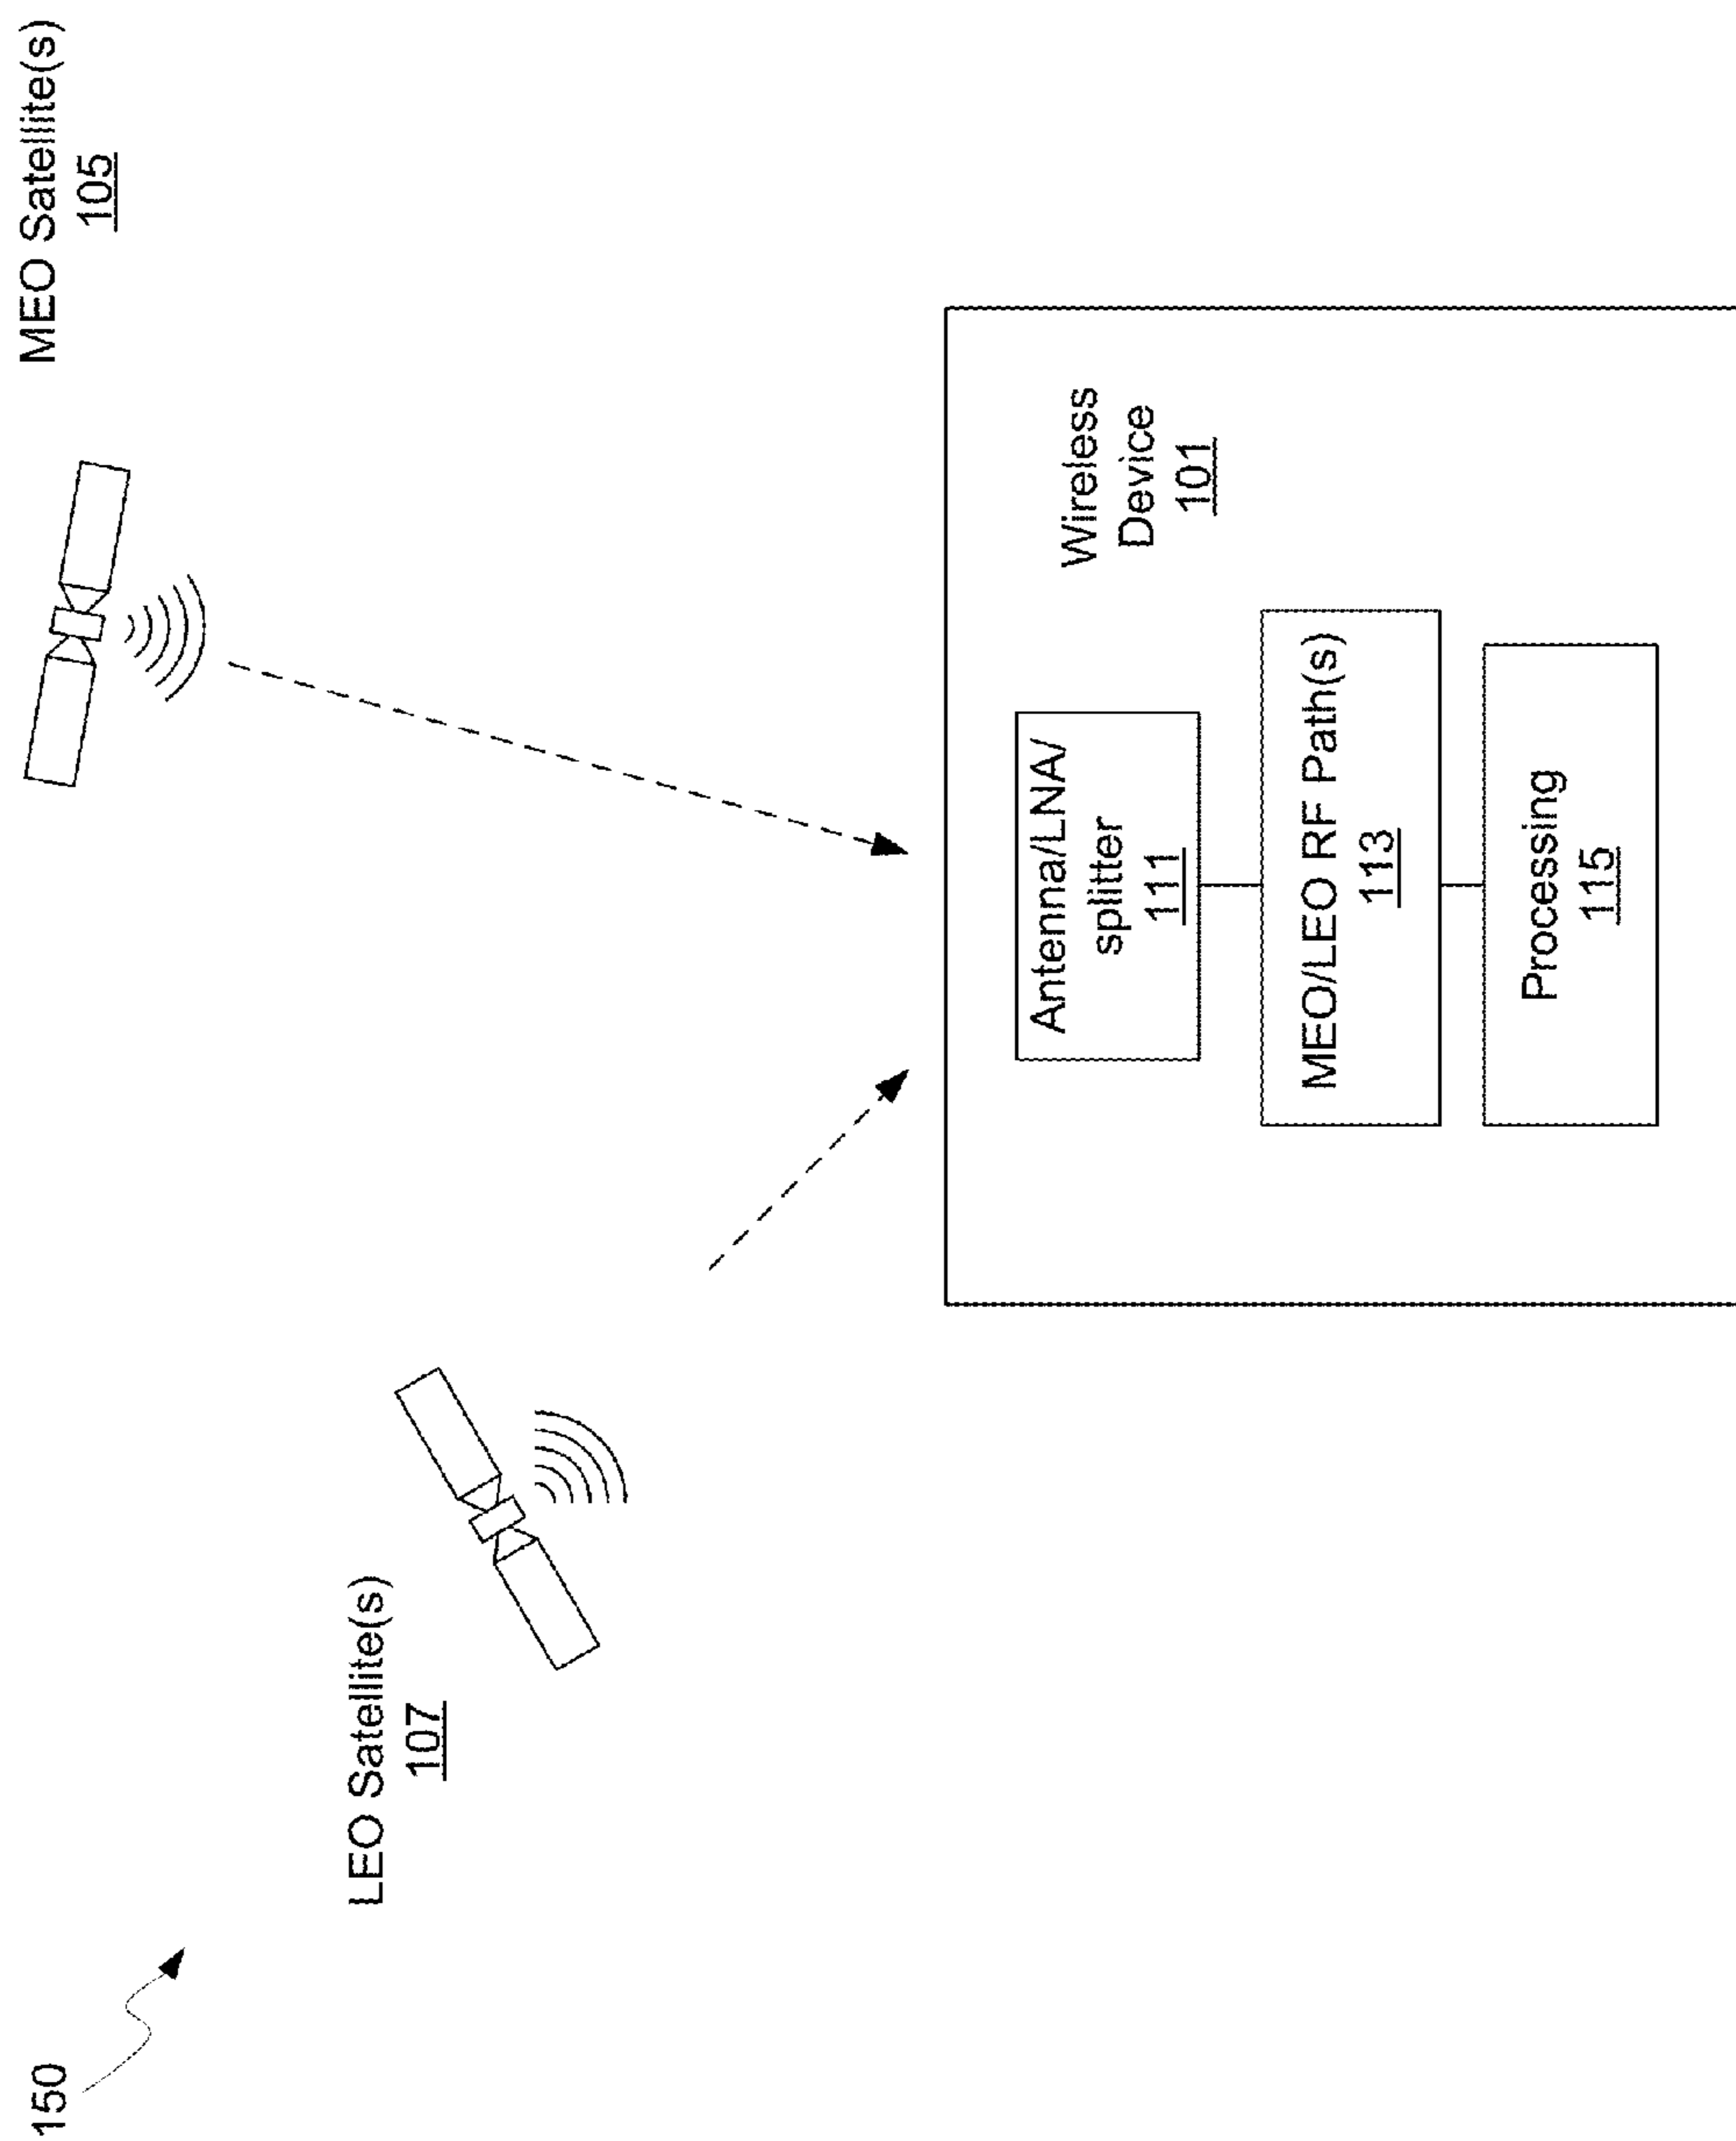 150
LEO Satellite(s)
107
MEO Satellite(s)
105
Wireless
Device
101
Antenna/LNA/
splitter
111
MEO/LEO RF Path(s)
113
Processing
115